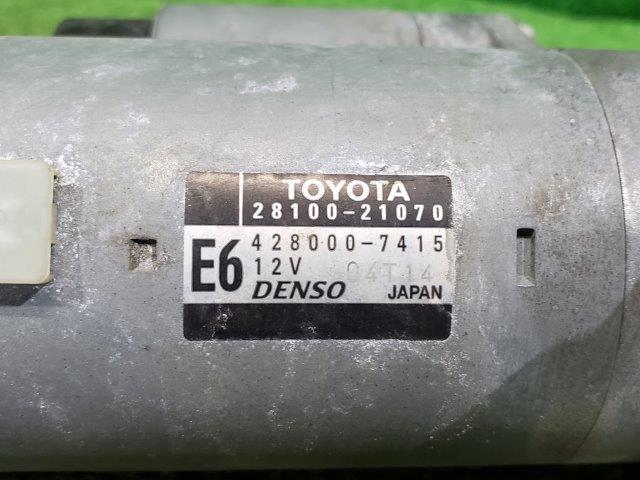 TOYOTA
28100-21070
428000-7415
E6 12V 04T14
DENSO JAPAN